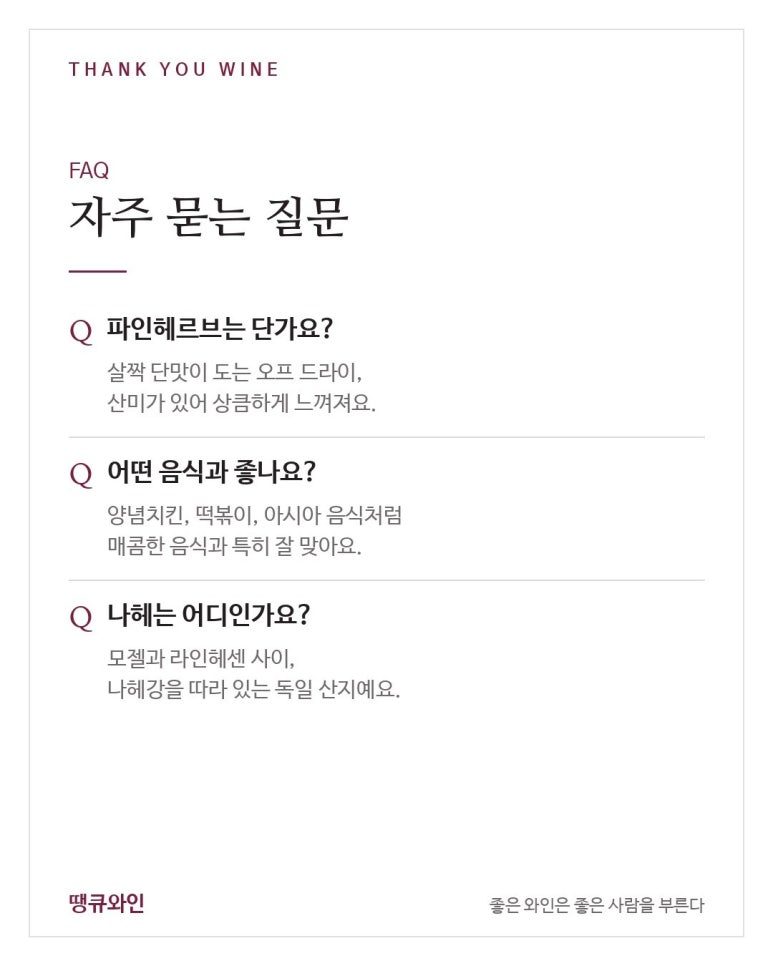 THANK YOU WINE
FAQ
자주 묻는 질문
Q 파인헤르브는 단가요?
살짝 단맛이 도는 오프 드라이,
산미가 있어 상큼하게 느껴져요.
Q 어떤 음식과 좋나요?
양념치킨, 떡볶이, 아시아 음식처럼
매콤한 음식과 특히 잘 맞아요.
Q 나헤는 어디인가요?
모젤과 라인헤센 사이,
나헤강을 따라 있는 독일 산지예요.
땡큐와인
좋은 와인은 좋은 사람을 부른다